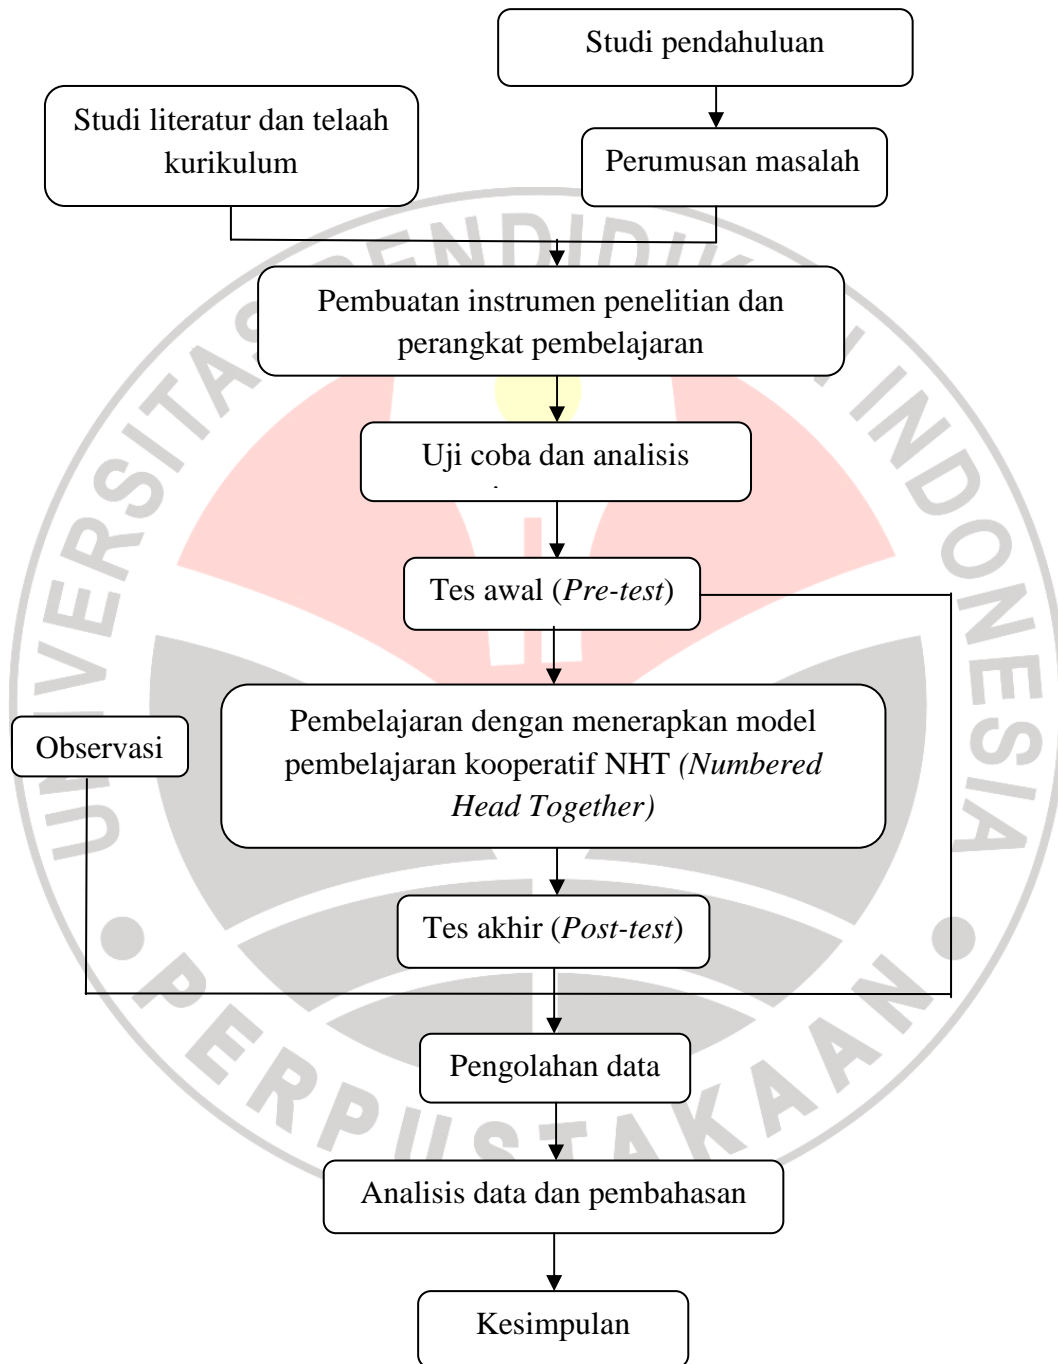 Studi pendahuluan
Studi literatur dan telaah
kurikulum
Perumusan masalah
Pembuatan instrumen penelitian dan
perangkat pembelajaran
Uji coba dan analisis
Tes awal (Pre-test)
Observasi
Pembelajaran dengan menerapkan model
pembelajaran kooperatif NHT (Numbered
Head Together)
Tes akhir (Post-test)
Pengolahan data
Analisis data dan pembahasan
Kesimpulan
UNIVERSITAS PENDIDIKAN INDONESIA
PERPUSTAKAAN